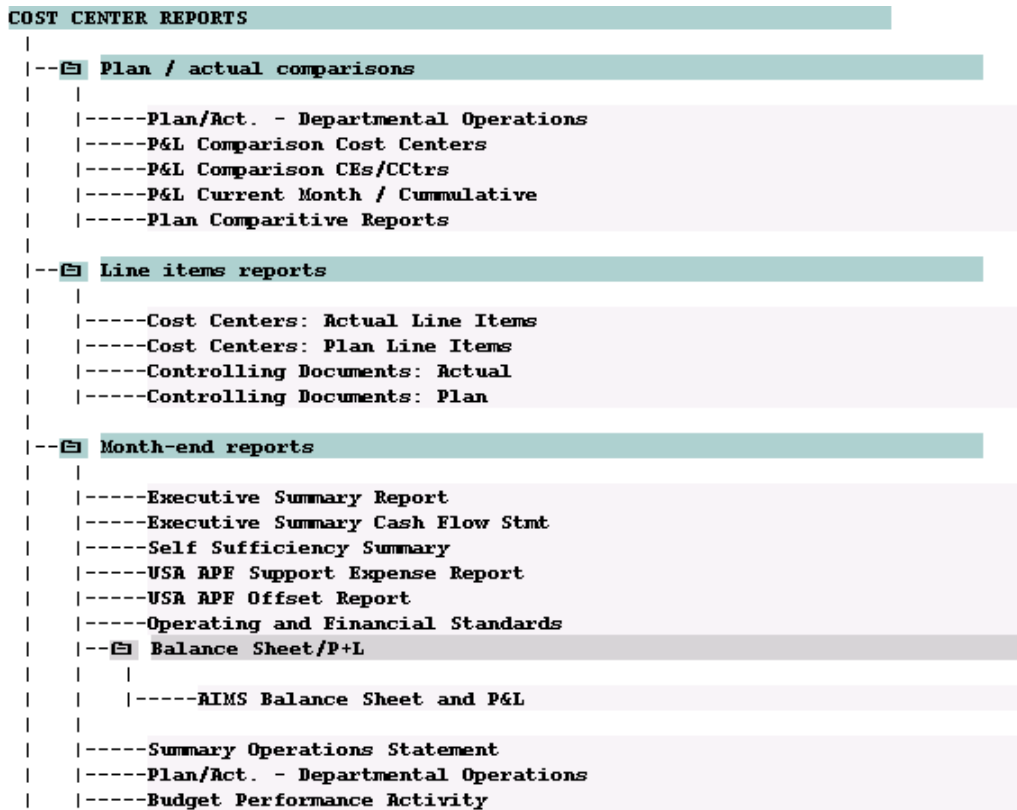 COST CENTER REPORTS
Plan / actual comparisons
Plan/Act. - Departmental Operations
P&L Comparison Cost Centers
P&L Comparison CEs/CCtrs
P&L Current Month / Cummulative
Plan Comparitive Reports
Line items reports
Cost Centers: Actual Line Items
Cost Centers: Plan Line Items
Controlling Documents: Actual
Controlling Documents: Plan
Month-end reports
Executive Summary Report
Executive Summary Cash Flow Stmt
Self Sufficiency Summary
USA APF Support Expense Report
USA APF Offset Report
Operating and Financial Standards
Balance Sheet/P+L
AIMS Balance Sheet and P&L
Summary Operations Statement
Plan/Act. - Departmental Operations
Budget Performance Activity